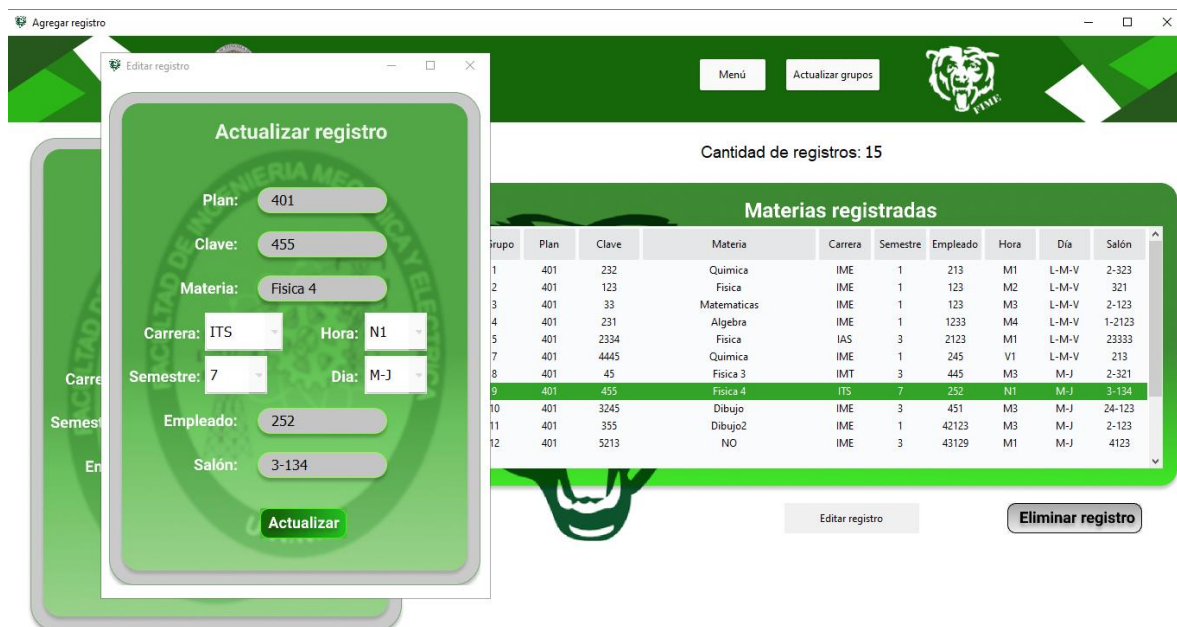 Agregar registro
Editar registro
Menú
Actualizar grupos
FIME
Actualizar registro
Cantidad de registros: 15
Plan: 401
Clave: 455
Materia: Fisica 4
Carrera: ITS Hora: N1
Semestre: 7 Dia: M-J
Empleado: 252
Salón: 3-134
Actualizar
FACULTAD DE INGENIERIA MECANICA Y ELECTRICA
Carre
Semest
En
Materias registradas
Grupo Plan Clave Materia Carrera Semestre Empleado Hora Día Salón
1 401 232 Quimica IME 1 213 M1 L-M-V 2-323
2 401 123 Fisica IME 1 123 M2 L-M-V 321
3 401 33 Matematicas IME 1 123 M3 L-M-V 2-123
4 401 231 Algebra IME 1 1233 M4 L-M-V 1-2123
5 401 2334 Fisica IAS 3 2123 M1 L-M-V 23333
7 401 4445 Quimica IME 1 245 V1 L-M-V 213
8 401 45 Fisica 3 IMT 3 445 M3 M-J 2-321
9 401 455 Fisica 4 ITS 7 252 N1 M-J 3-134
10 401 3245 Dibujo IME 3 451 M3 M-J 24-123
11 401 355 Dibujo2 IME 1 42123 M3 M-J 2-123
12 401 5213 NO IME 3 43129 M1 M-J 4123
Editar registro
Eliminar registro